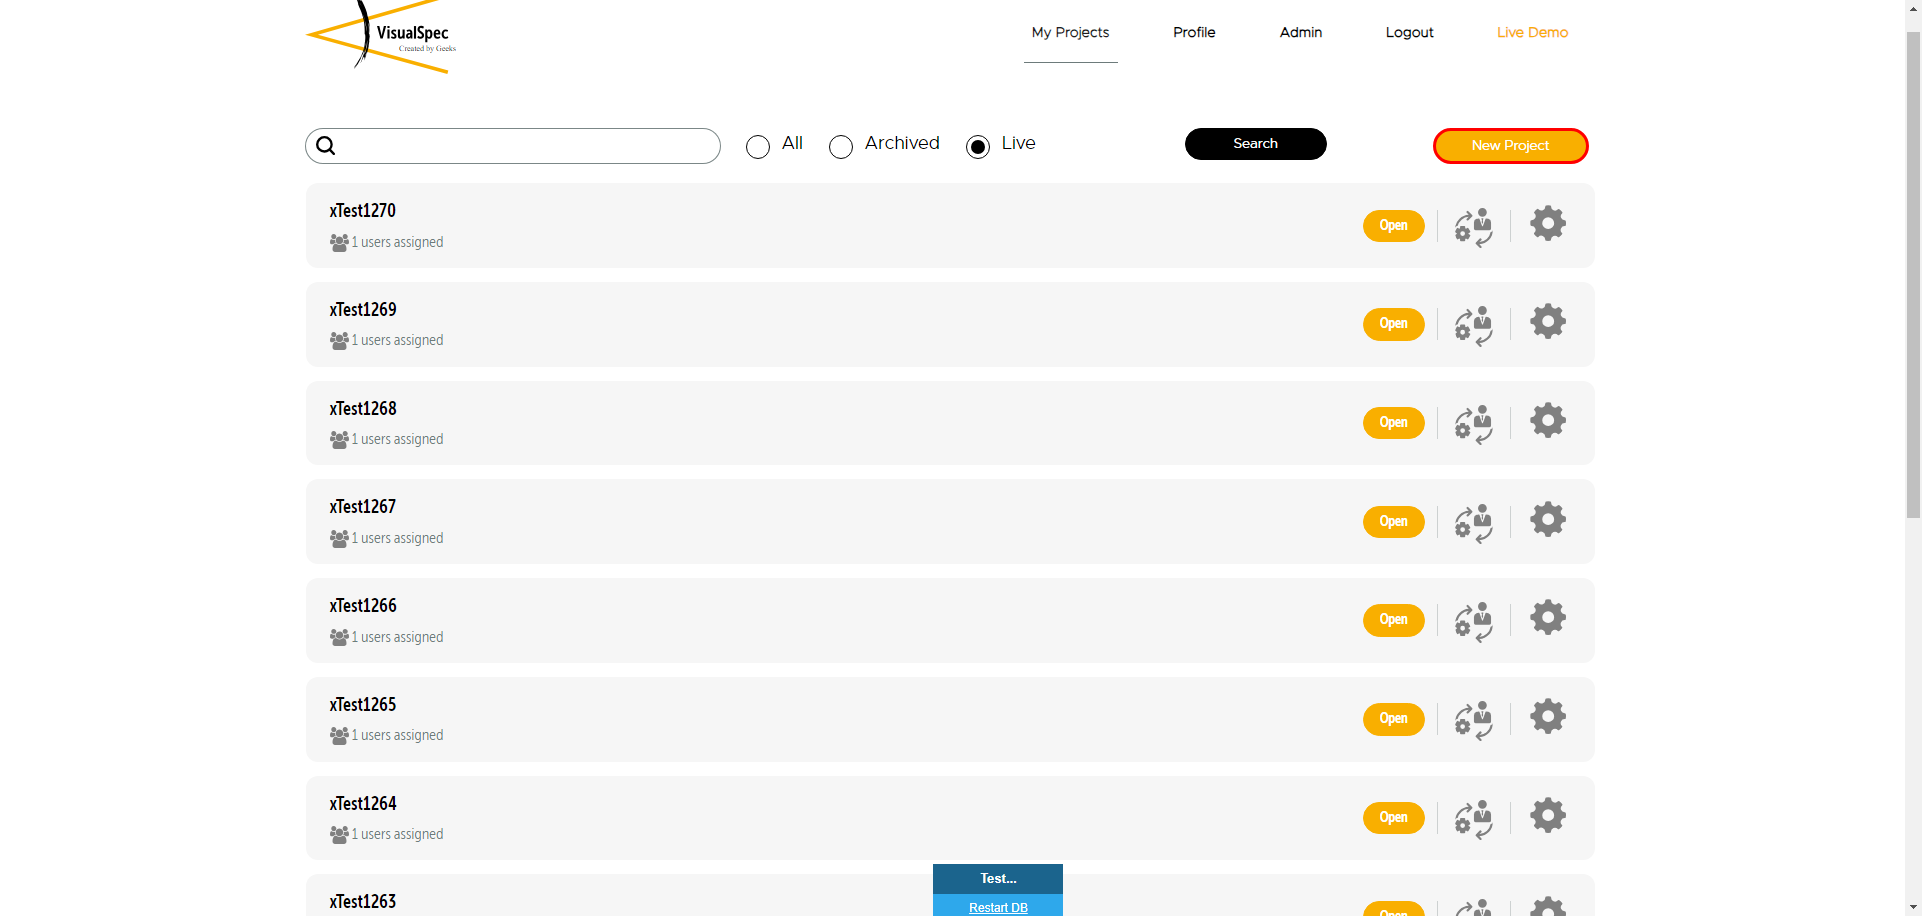 VisualSpec
Created by Geeks
My Projects
Profile
Admin
Logout
Live Demo
All
Archived
Live
Search
New Project
xTest1270
1 users assigned
Open
xTest1269
1 users assigned
Open
xTest1268
1 users assigned
Open
xTest1267
1 users assigned
Open
xTest1266
1 users assigned
Open
xTest1265
1 users assigned
Open
xTest1264
1 users assigned
Open
xTest1263
Open
Test...
Restart DB